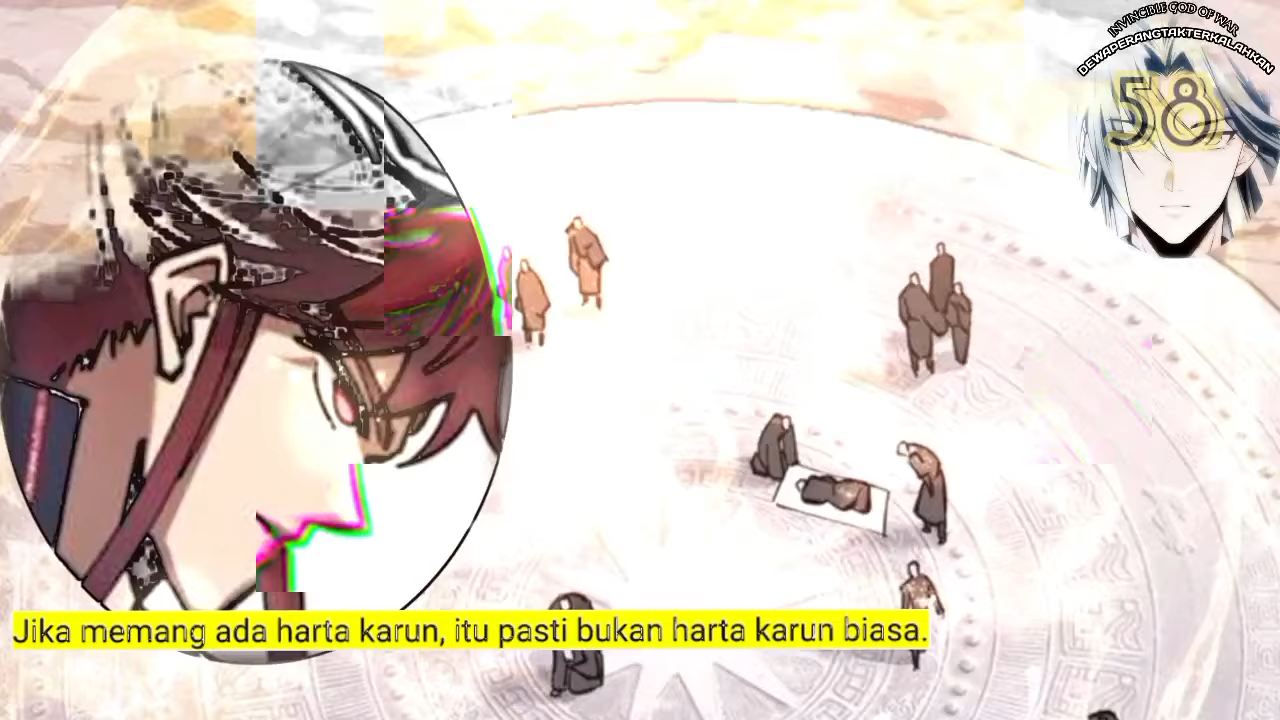 INVINCIBLE GOD OF WAR
DEWAPERANGTAKTERKALAHKAN
58
Jika memang ada harta karun, itu pasti bukan harta karun biasa.